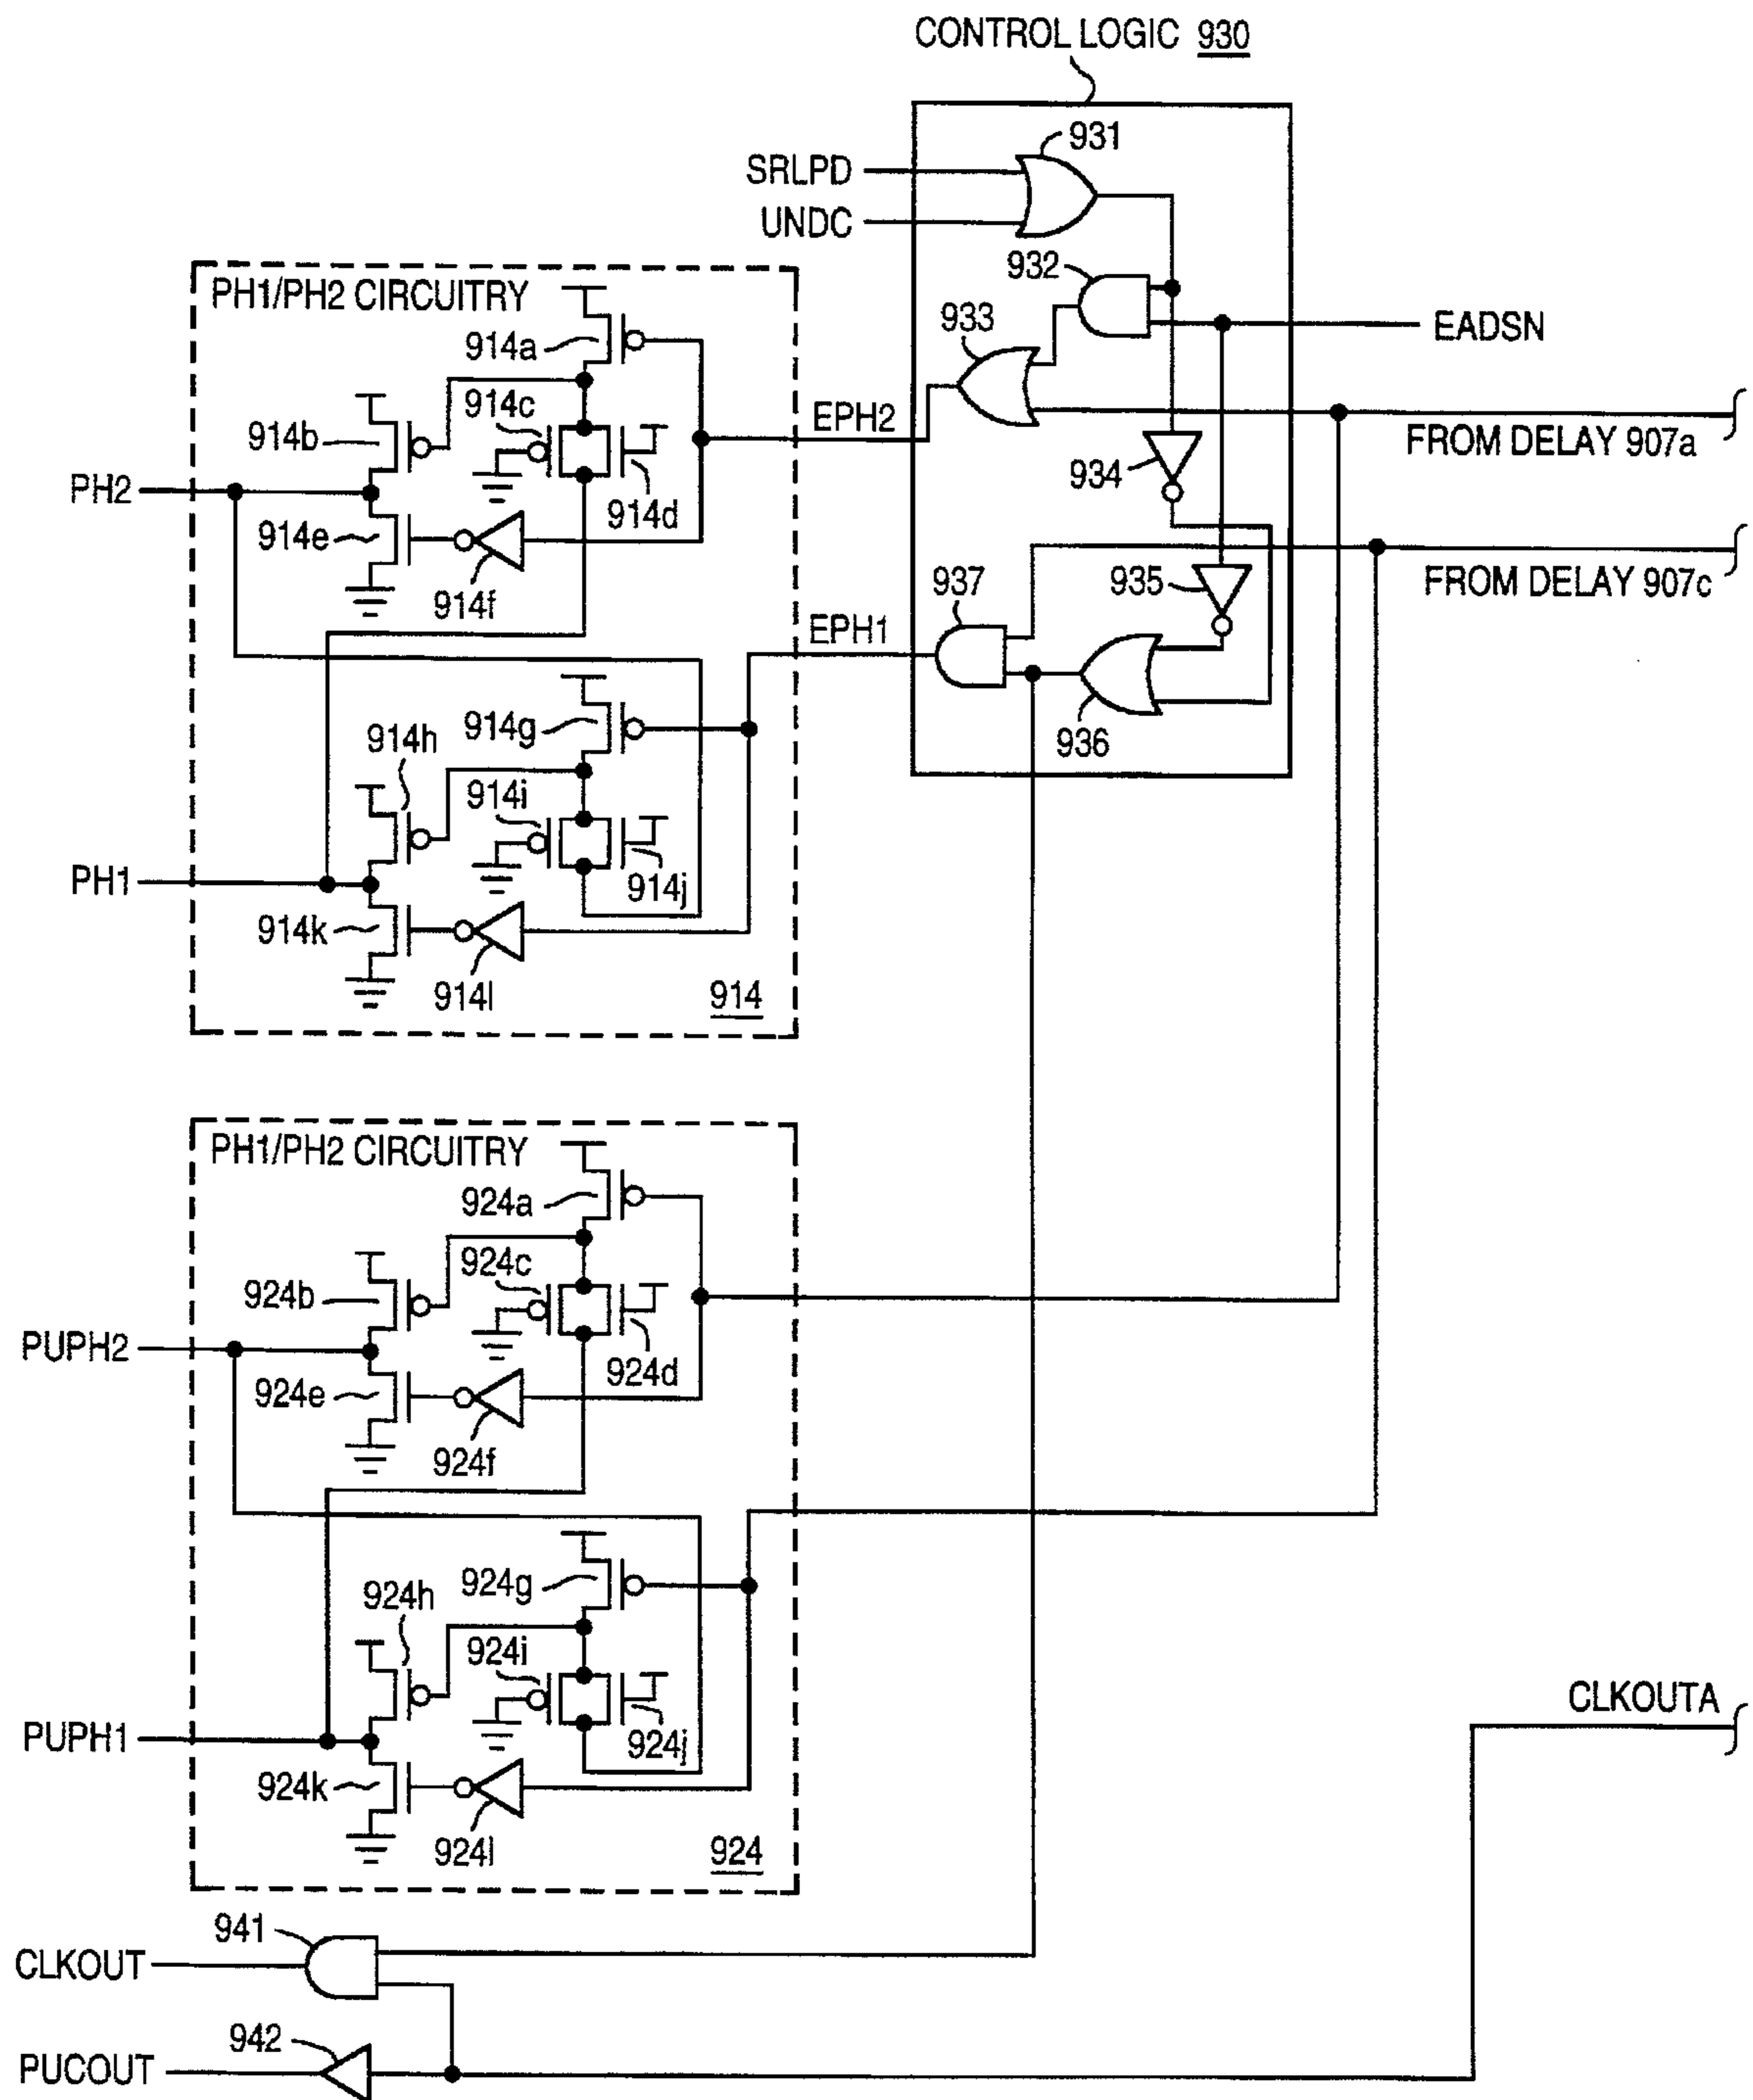 CONTROL LOGIC 930
931
SRLPD
UNDC
932
933
EADSN
PH1/PH2 CIRCUITRY
914a
914c
914b
EPH2
FROM DELAY 907a
934
PH2
914d
914e
914f
937
935
FROM DELAY 907c
EPH1
914g
914h
936
914i
PH1
914j
914k
914l
914
PH1/PH2 CIRCUITRY
924a
924c
924b
PUPH2
924d
924e
924f
924g
924h
924i
CLKOUTA
PUPH1
924j
924k
924l
924
941
CLKOUT
942
PUCOUT